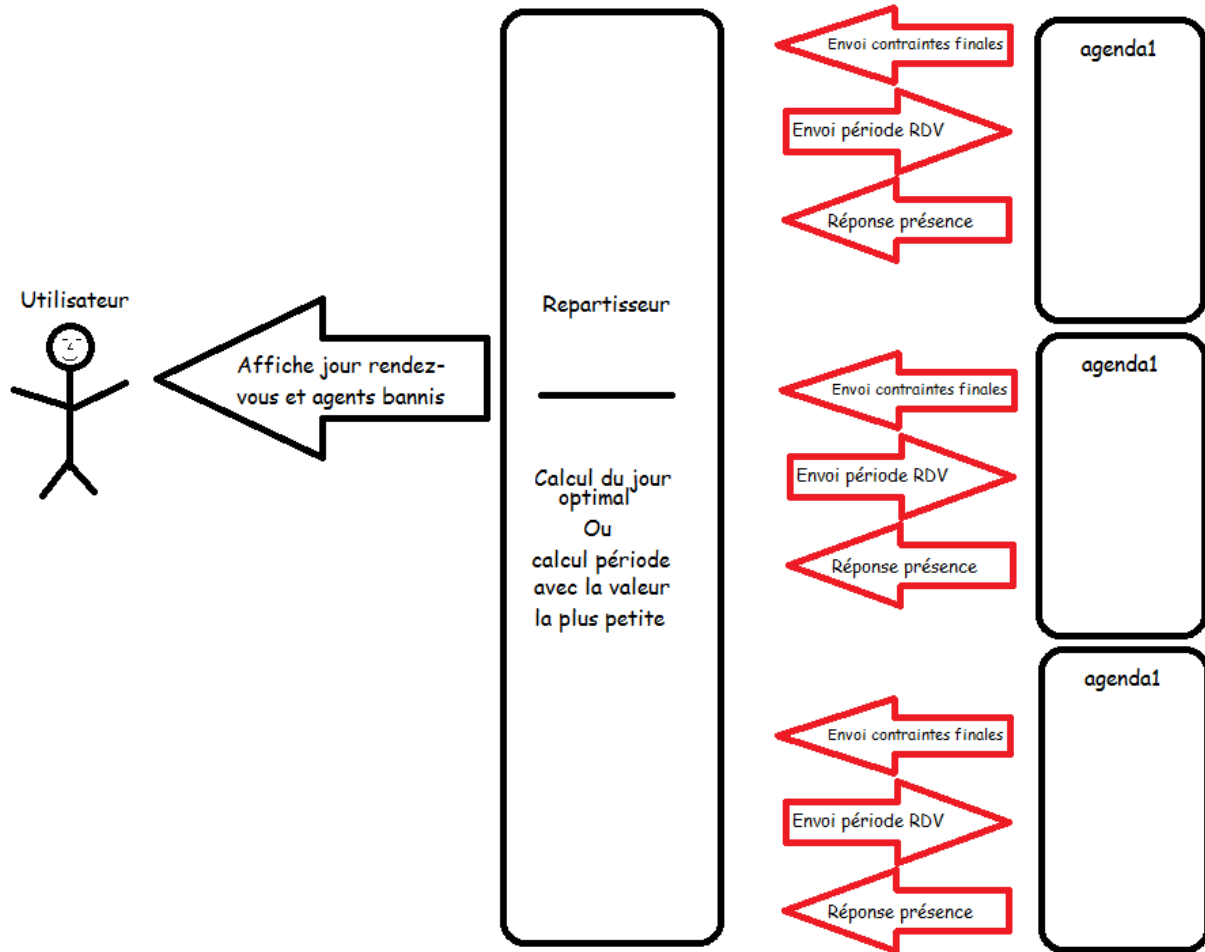 Utilisateur
Affiche jour rendez-
vous et agents bannis
Repartisseur
Calcul du jour
optimal
Ou
calcul période
avec la valeur
la plus petite
Envoi contraintes finales
Envoi période RDV
Réponse présence
agenda1
Envoi contraintes finales
Envoi période RDV
Réponse présence
agenda1
Envoi contraintes finales
Envoi période RDV
Réponse présence
agenda1